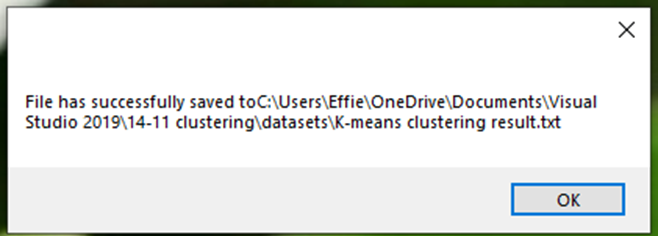 File has successfully saved toC:\Users\Effie\OneDrive\Documents\Visual
Studio 2019\14-11 clustering\datasets\K-means clustering result.txt
OK